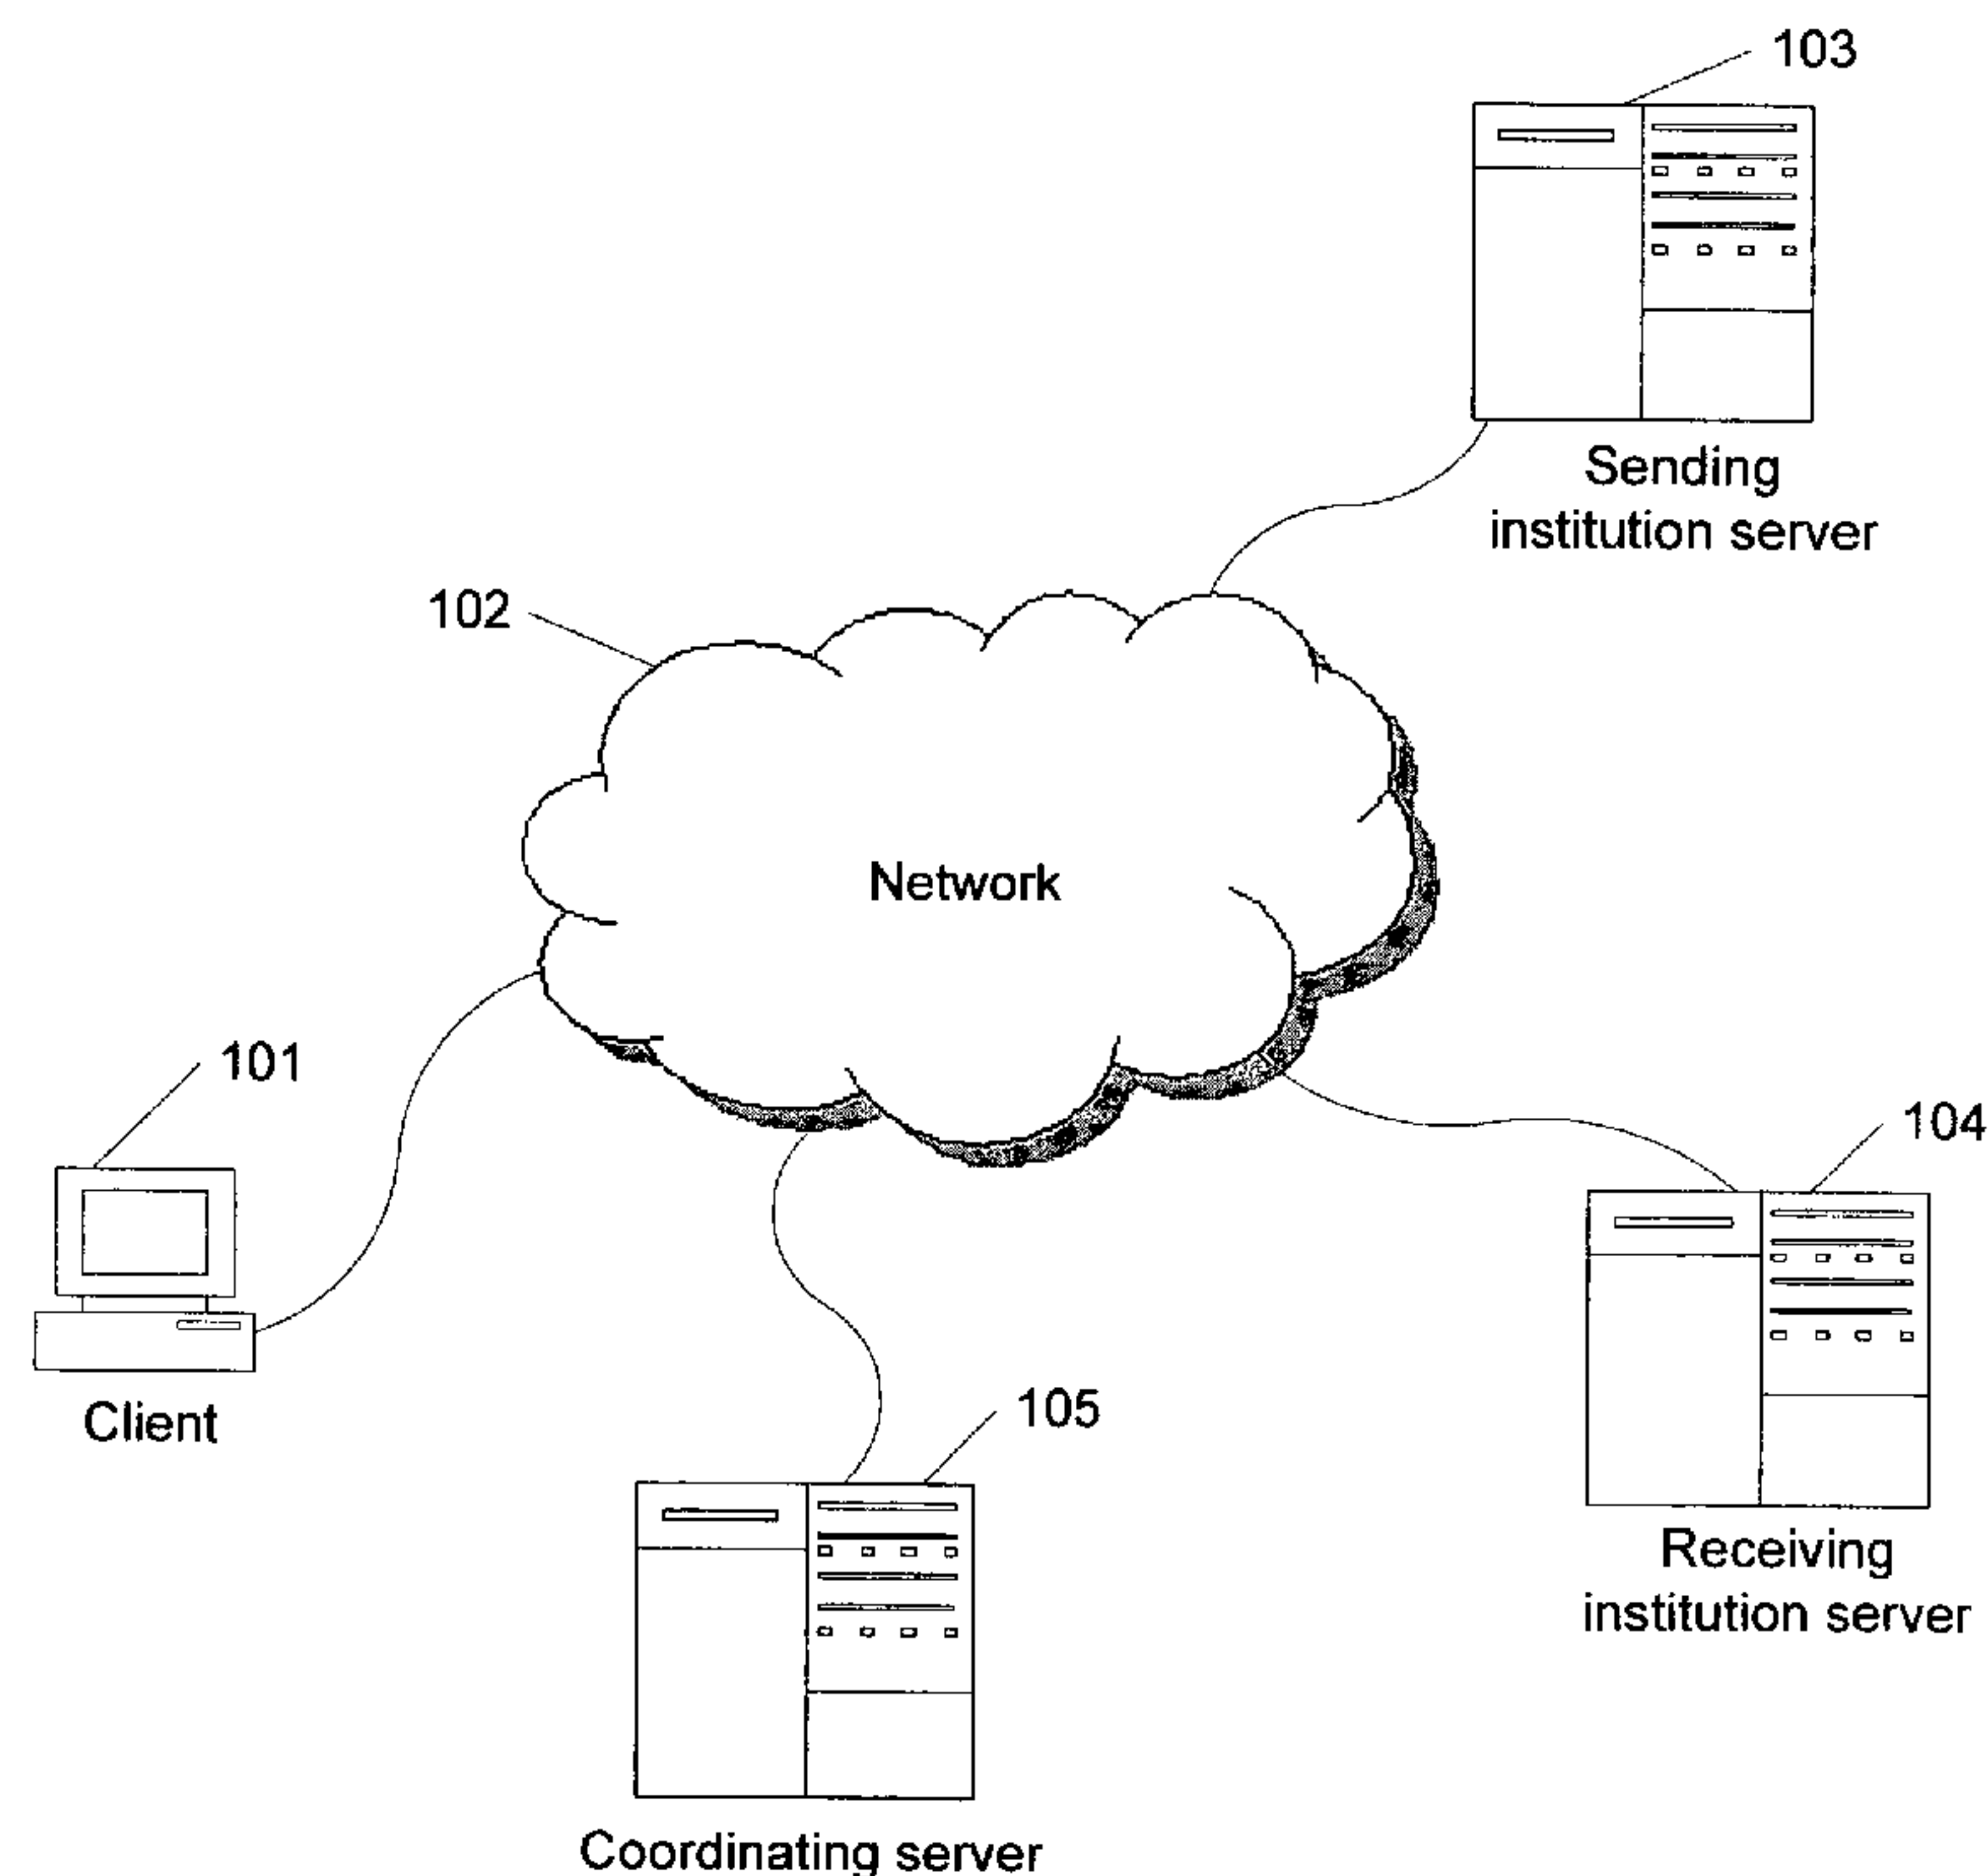 103
Sending
institution server
102
Network
101
Client
104
Receiving
institution server
105
Coordinating server